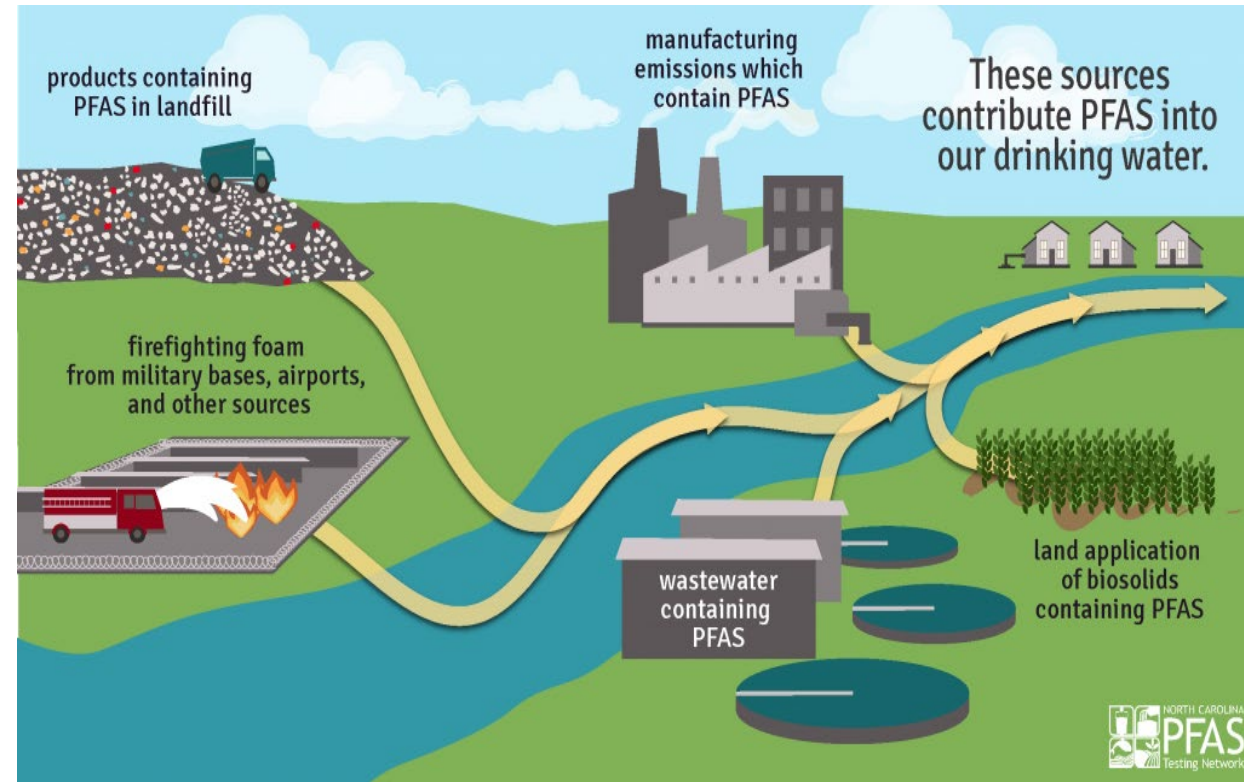 products containing
PFAS in landfill
manufacturing
emissions which
contain PFAS
These sources
contribute PFAS into
our drinking water.
firefighting foam
from military bases, airports,
and other sources
wastewater
containing
PFAS
land application
of biosolids
containing PFAS
NORTH CAROLINA
PFAS
Testing Network